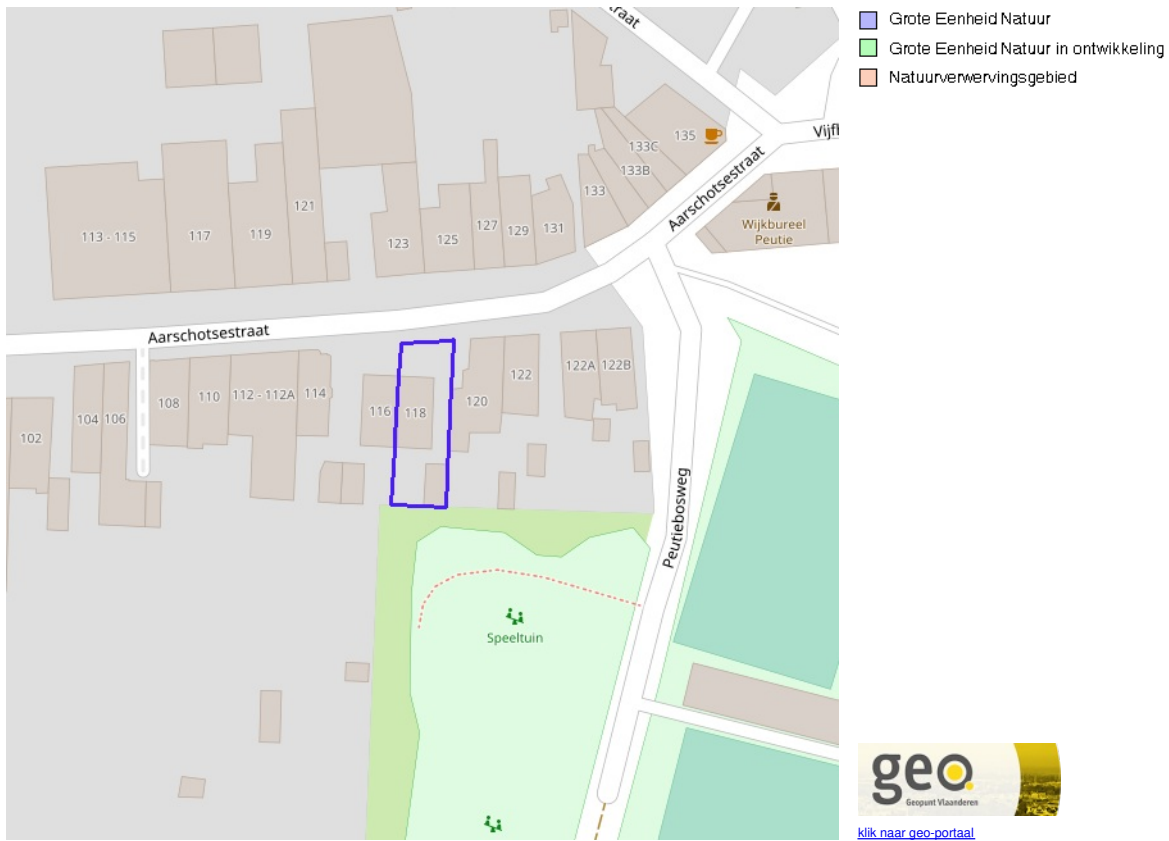 straat
Grote Eenheid Natuur
Grote Eenheid Natuur in ontwikkeling
Natuurverwervingsgebied
135
133C
133B
133
Vijfh
Aarschotsestraat
Wijkbureel
Peutie
113 - 115
117
119
121
123
125
127
129
131
Aarschotsestraat
102
104
106
108
110
112 - 112A
114
116
118
120
122
122A
122B
Peutiebosweg
Speeltuin
geo.
Geopunt Vlaanderen
klik naar geo-portaal